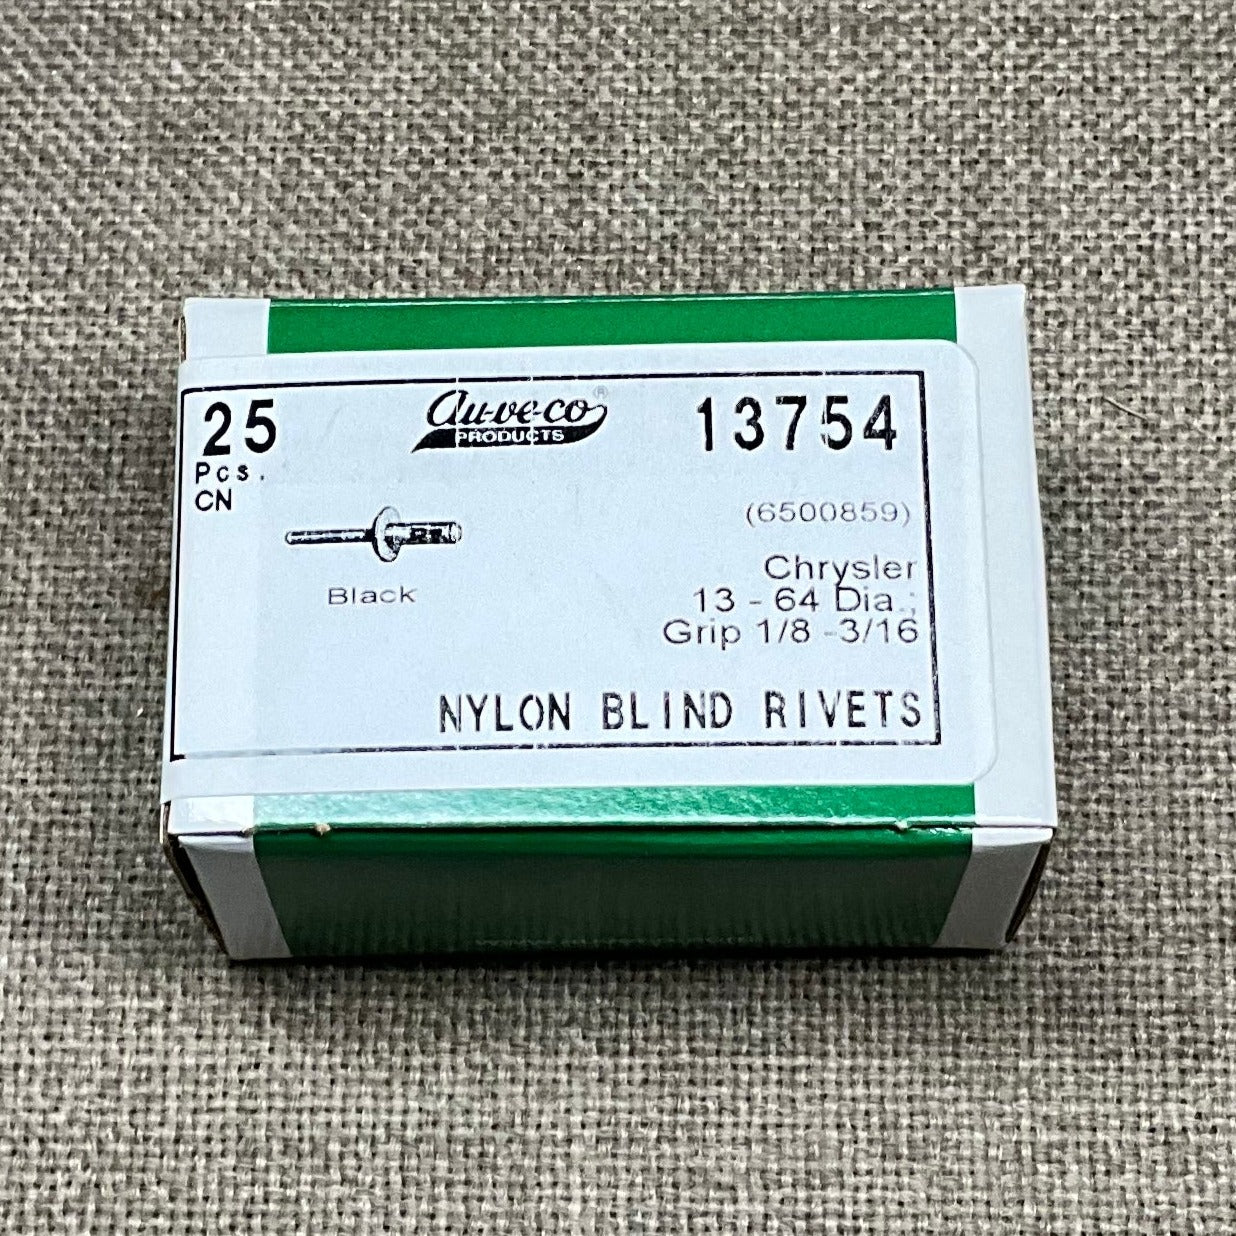 25
Pcs.
CN
Au-ve-co®
PRODUCTS
13754
(6500859)
Black
Chrysler
13 - 64 Dia.;
Grip 1/8 -3/16
NYLON BLIND RIVETS